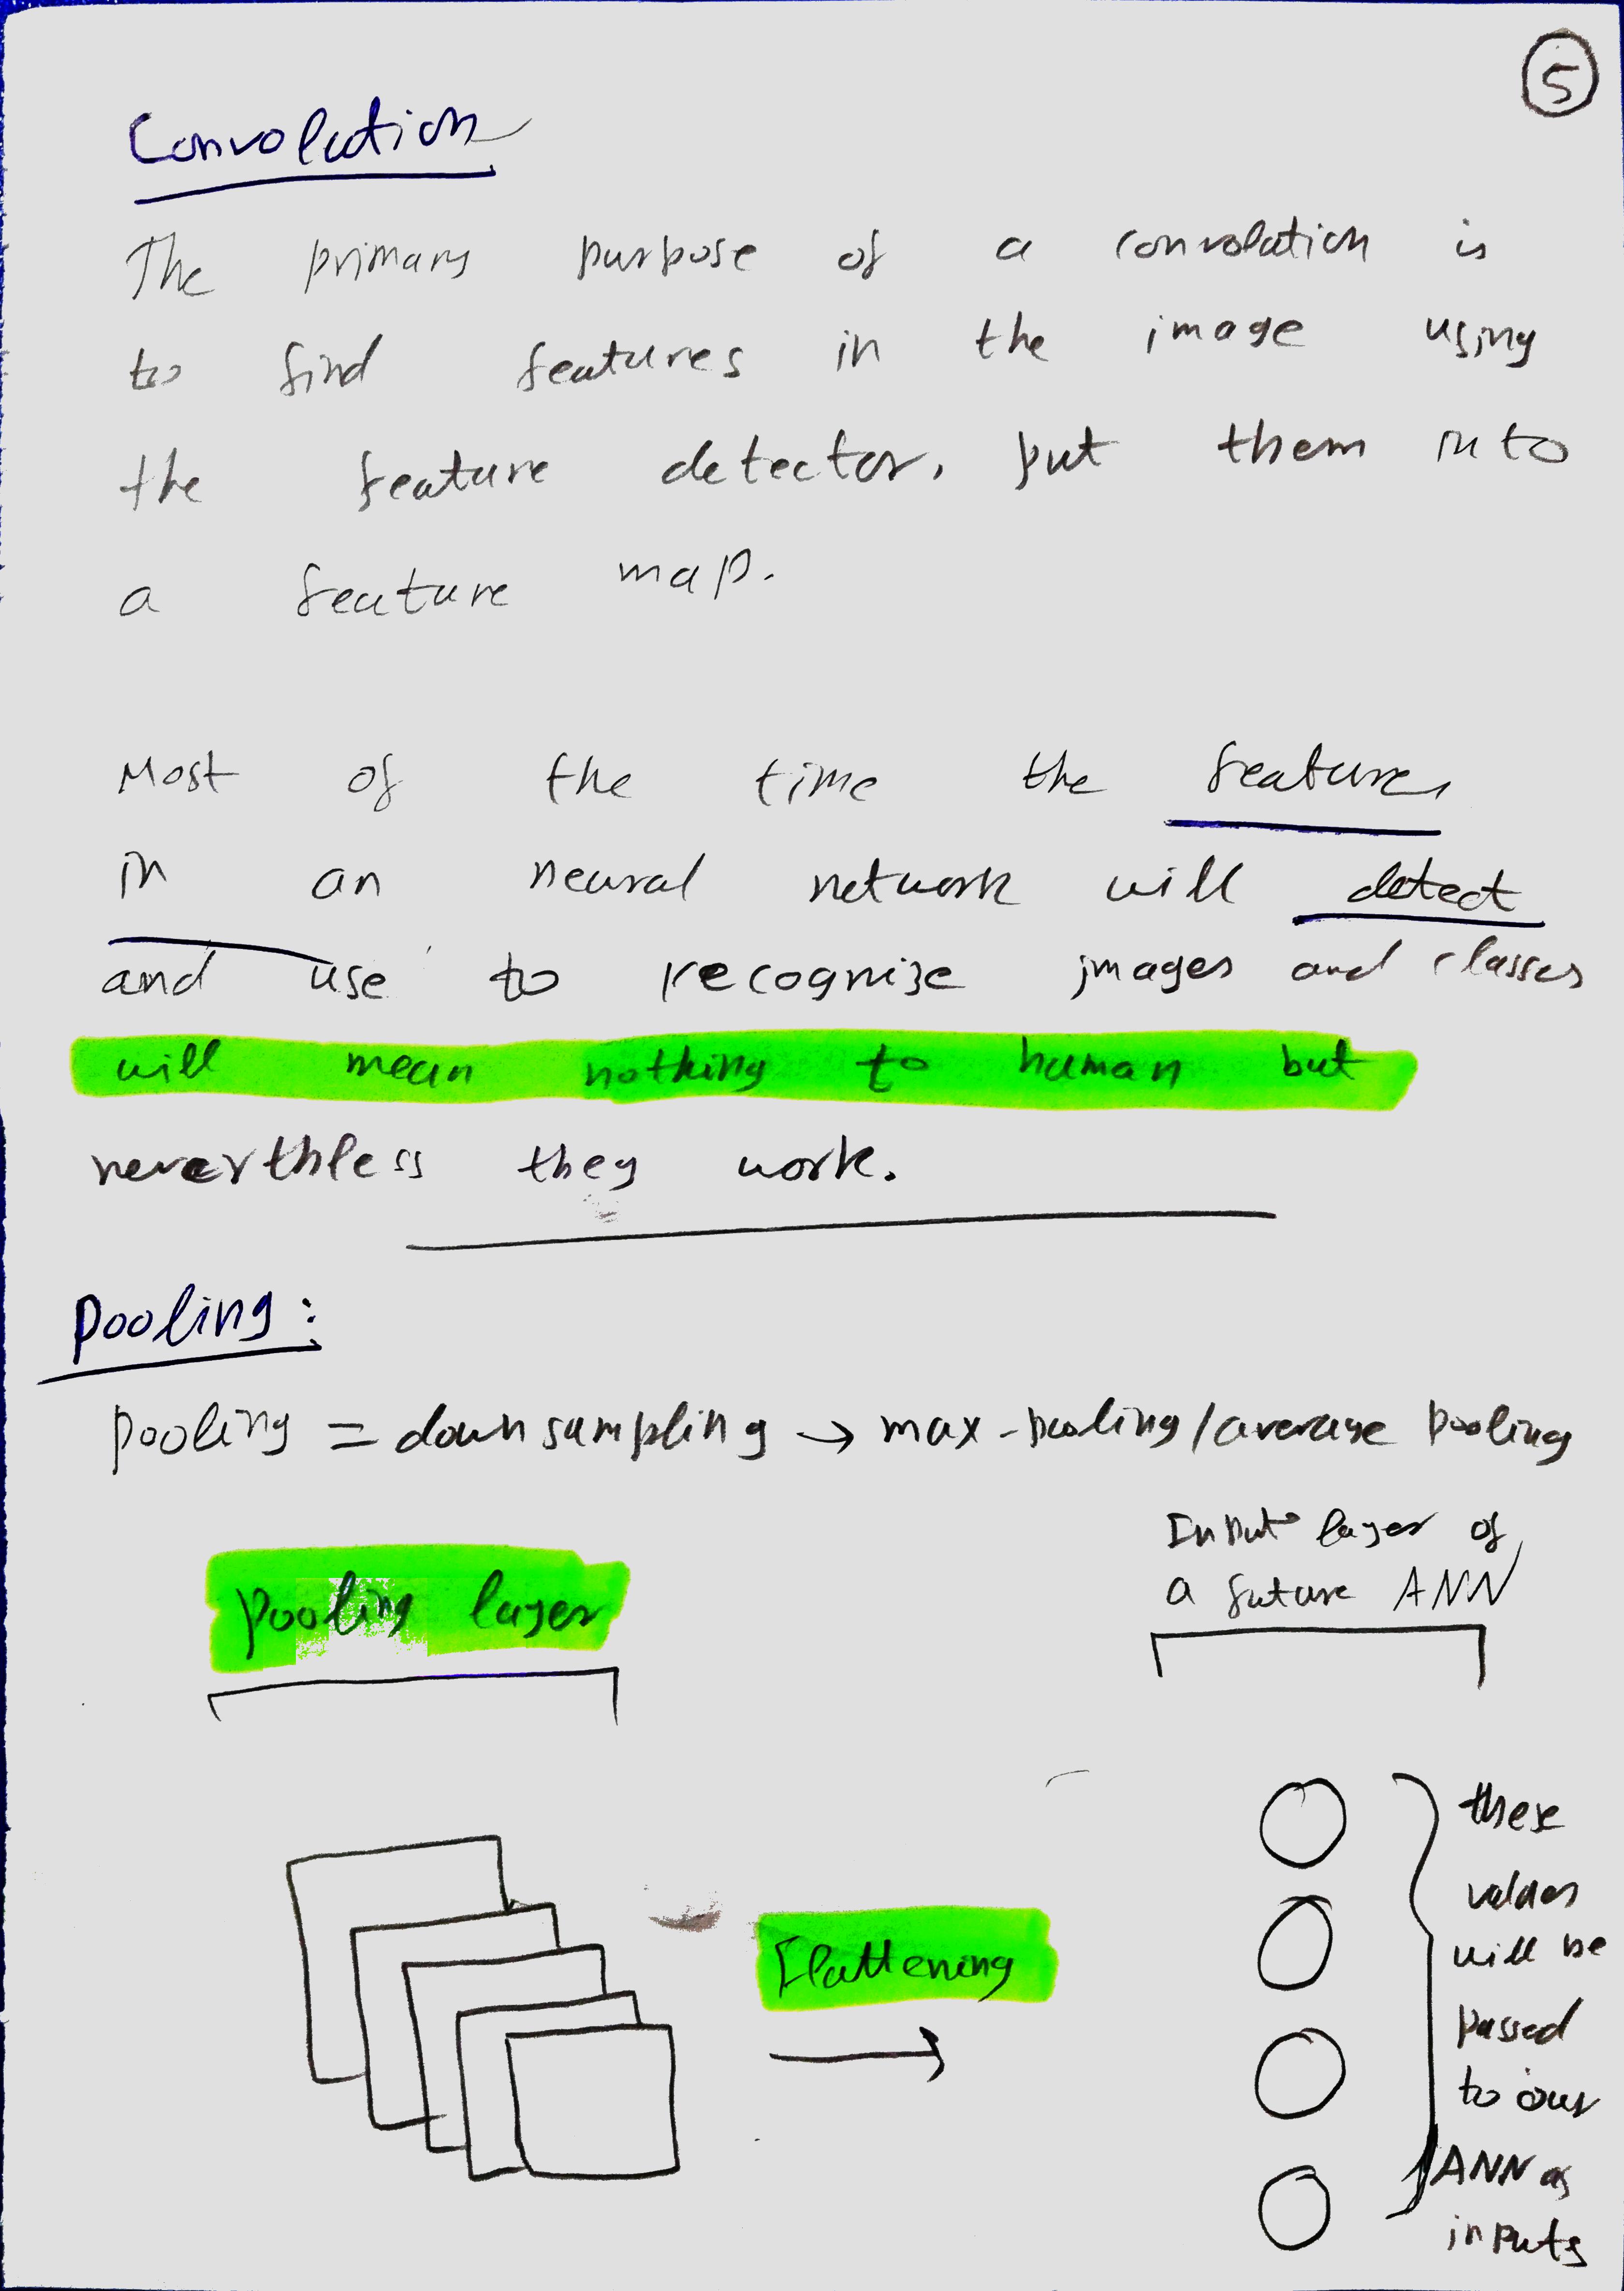 5
Convolution
The primary purpose of a convolution is
to find features in the image using
the feature detector, put them into
a feature map.
Most of the time the features
in an neural network will detect
and use to recognise images and classes
will mean nothing to human but
neverthless they work.
Pooling:
Pooling = downsampling → max-pooling/average pooling
Input layer of
a future ANN
pooling layer
these
values
will be
passed
to our
ANN as
inputs
Flattening